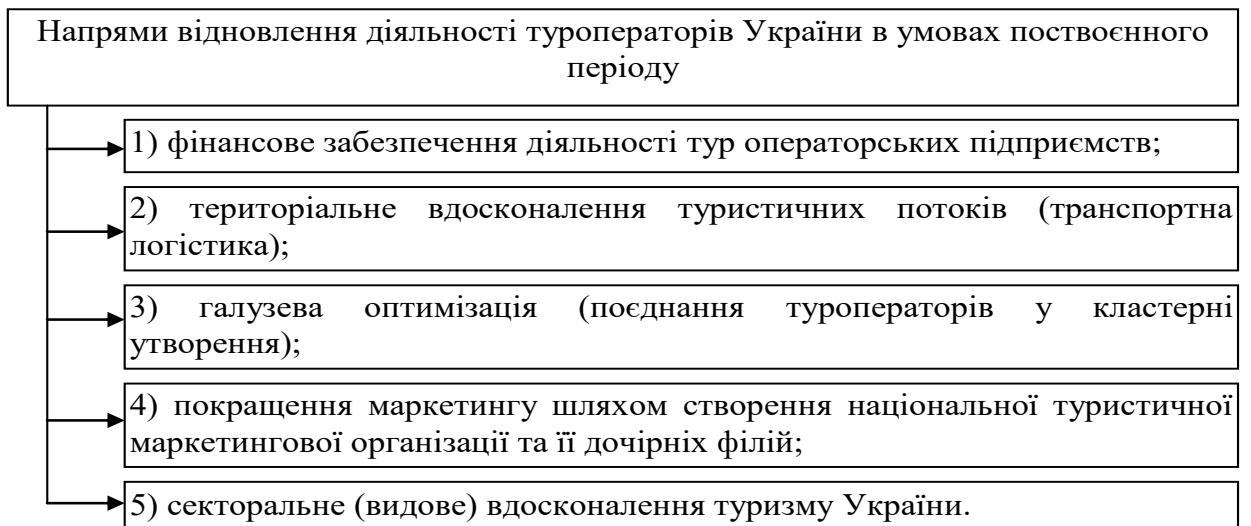 Напрями відновлення діяльності туроператорів України в умовах поствоєнного
періоду
1) фінансове забезпечення діяльності тур операторських підприємств;
2) територіальне вдосконалення туристичних потоків (транспортна
логістика);
3) галузева оптимізація (поєднання туроператорів у кластерні
утворення);
4) покращення маркетингу шляхом створення національної туристичної
маркетингової організації та її дочірніх філій;
5) секторальне (видове) вдосконалення туризму України.